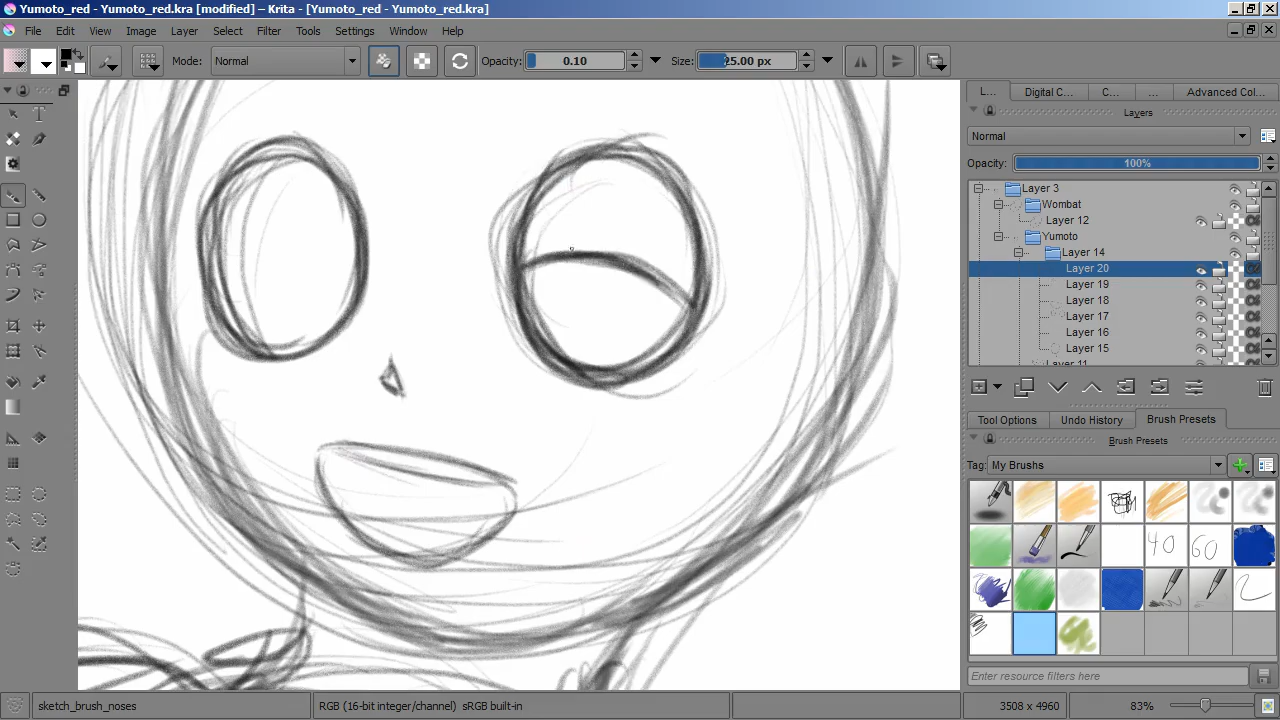 Yumoto_red - Yumoto_red.kra [modified] – Krita - [Yumoto_red - Yumoto_red.kra]
File Edit View Image Layer Select Filter Tools Settings Window Help
Mode: Normal Opacity: 0.10 Size: 25.00 px
L... Digital C... C... ... Advanced Col...
Layers
Normal
Opacity: 100%
Layer 3
Wombat
Layer 12
Yumoto
Layer 14
Layer 20
Layer 19
Layer 18
Layer 17
Layer 16
Layer 15
Layer 11
Tool Options Undo History Brush Presets
Brush Presets
Tag: My Brushes
40 60
Enter resource filters here
sketch_brush_noses RGB (16-bit integer/channel) sRGB built-in 3508 x 4960 83%